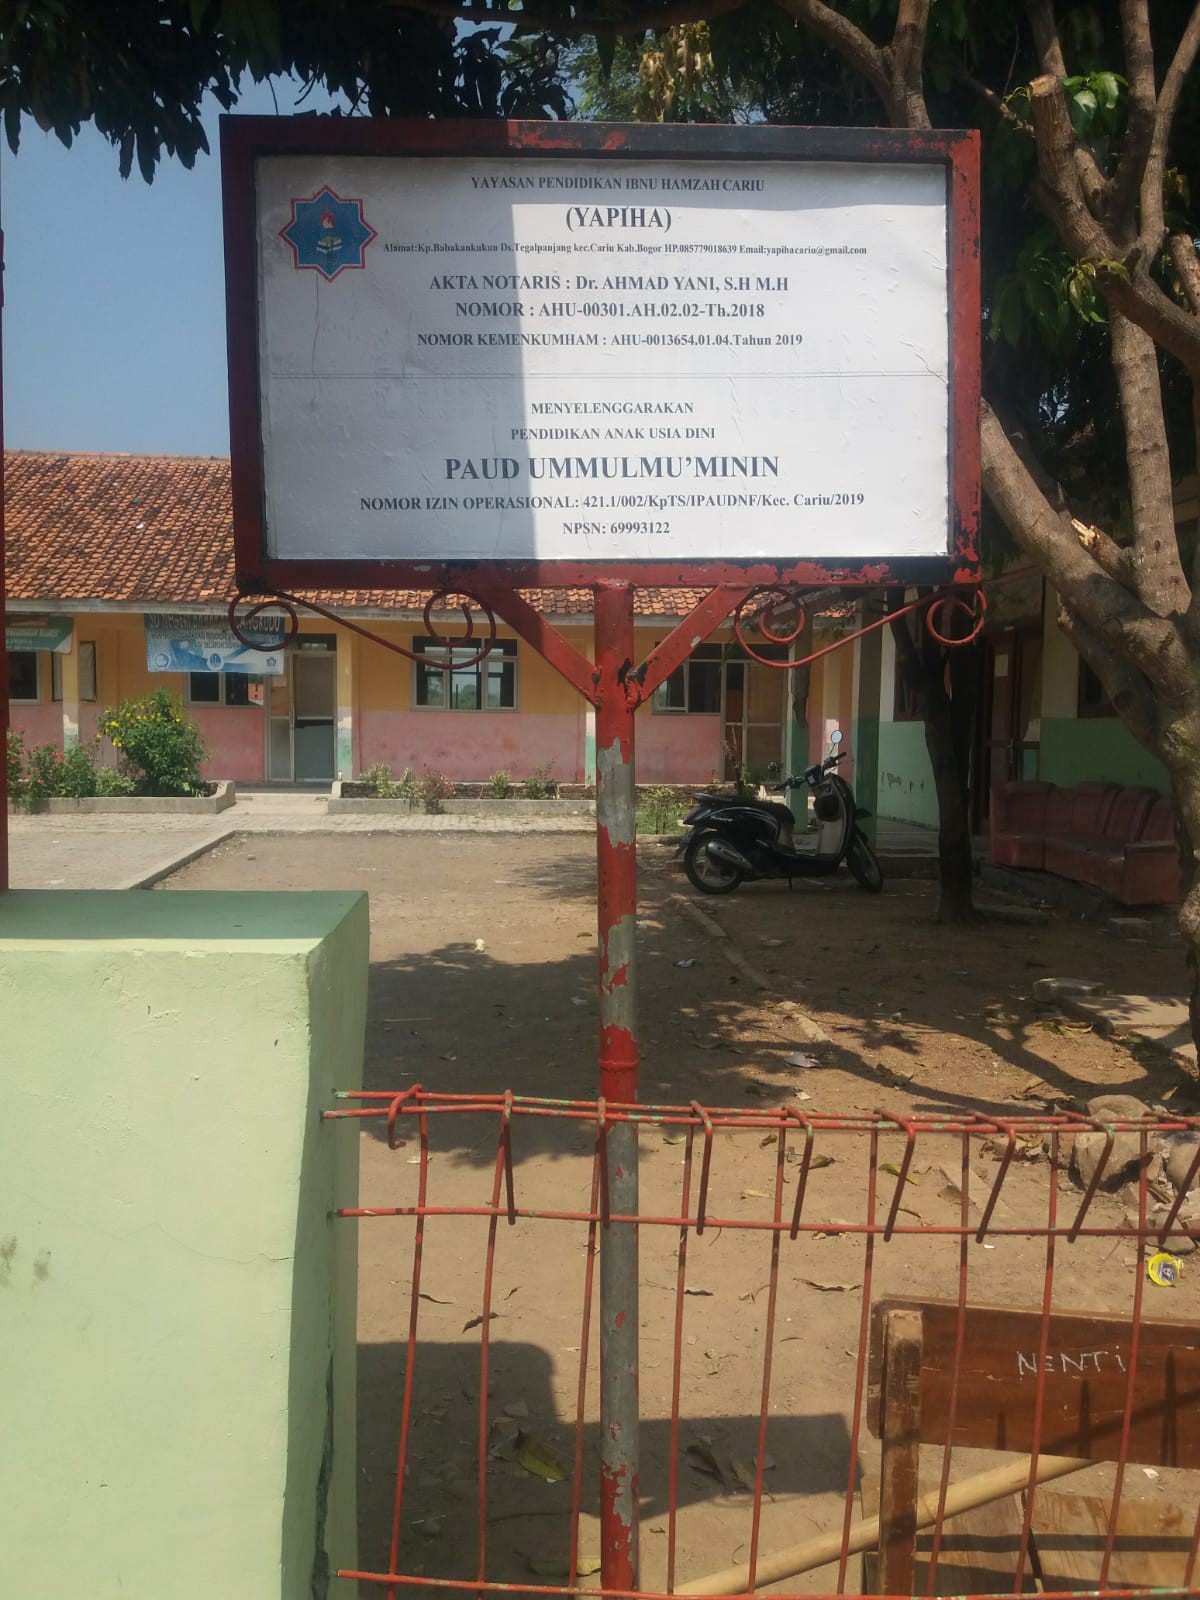 YAYASAN PENDIDIKAN IBNU HAMZAH CARIU
(YAPIHA)
Alamat:Kp.Babakankukun Ds.Tegalpanjang kec.Cariu Kab.Bogor HP.085779018639 Email:yapihacariu@gmail.com
AKTA NOTARIS : Dr. AHMAD YANI, S.H M.H
NOMOR : AHU-00301.AH.02.02-Th.2018
NOMOR KEMENKUMHAM : AHU-0013654.01.04.Tahun 2019
MENYELENGGARAKAN
PENDIDIKAN ANAK USIA DINI
PAUD UMMULMU'MININ
NOMOR IZIN OPERASIONAL: 421.1/002/KpTS/IPAUDNF/Kec. Cariu/2019
NPSN: 69993122
MENYELENGGARAKAN
NENTi